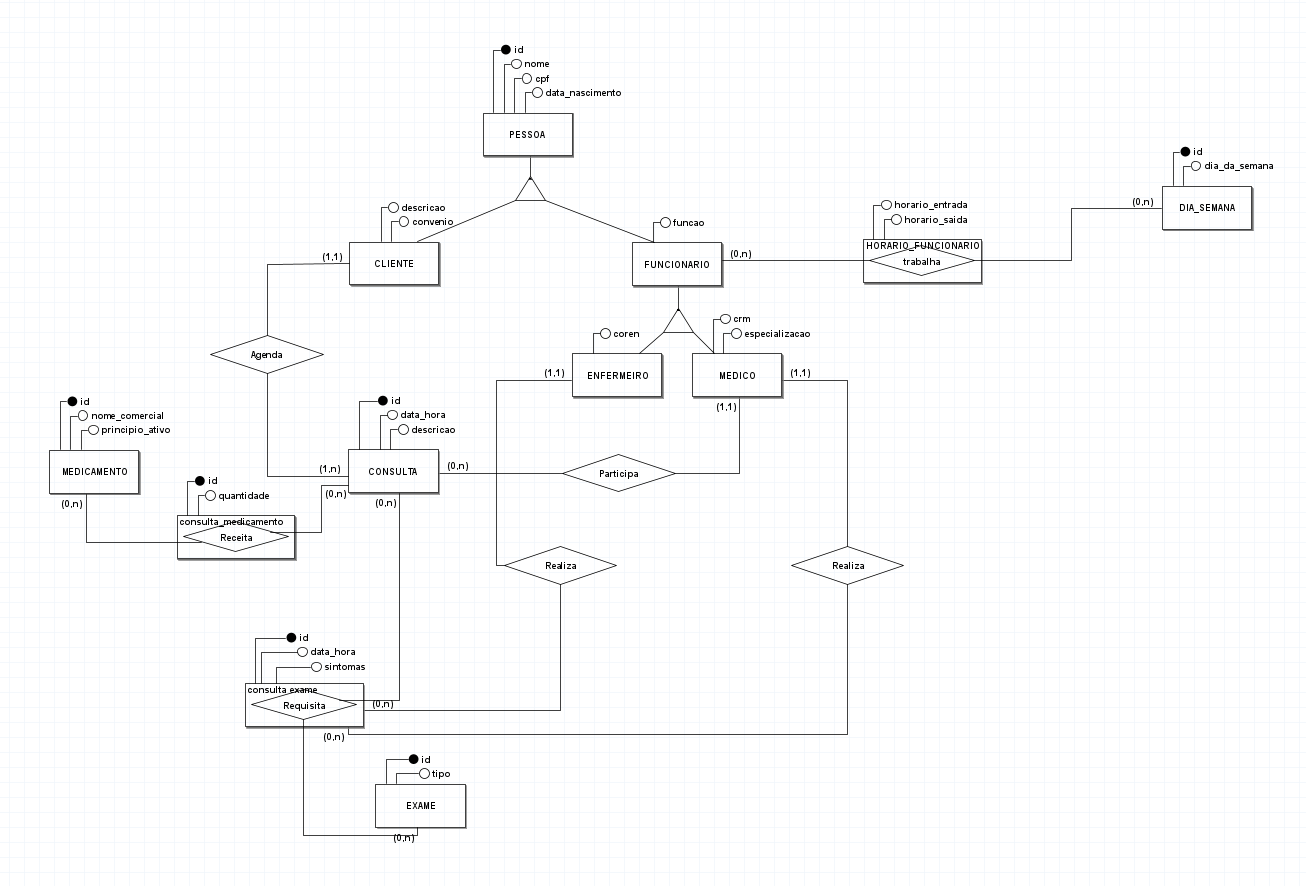 id
nome
cpf
data_nascimento
PESSOA
id
dia_da_semana
(0,n)
DIA_SEMANA
descricao
convenio
(1,1)
CLIENTE
funcao
FUNCIONARIO
(0,n)
horario_entrada
horario_saida
HORARIO_FUNCIONARIO
trabalha
coren
ENFERMEIRO
(1,1)
crm
especializacao
MEDICO
(1,1)
(1,1)
Agenda
id
nome_comercial
principio_ativo
MEDICAMENTO
(0,n)
id
data_hora
descricao
(1,n)
CONSULTA
(0,n)
(0,n)
(0,n)
Participa
id
quantidade
consulta_medicamento
Receita
Realiza
Realiza
id
data_hora
sintomas
consulta exame
Requisita
(0,n)
(0,n)
id
tipo
EXAME
(0,n)